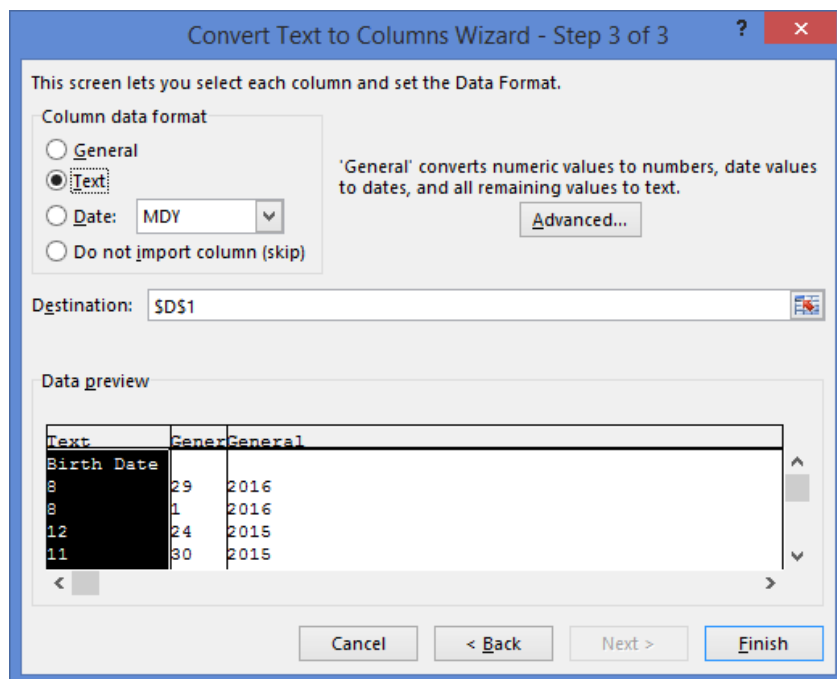 Convert Text to Columns Wizard - Step 3 of 3
?
This screen lets you select each column and set the Data Format.
Column data format
General
Text
Date: MDY
Do not import column (skip)
'General' converts numeric values to numbers, date values
to dates, and all remaining values to text.
Advanced...
Destination: $D$1
Data preview
Text GenerGeneral
Birth Date
8 29 2016
8 1 2016
12 24 2015
11 30 2015
Cancel < Back Next > Finish